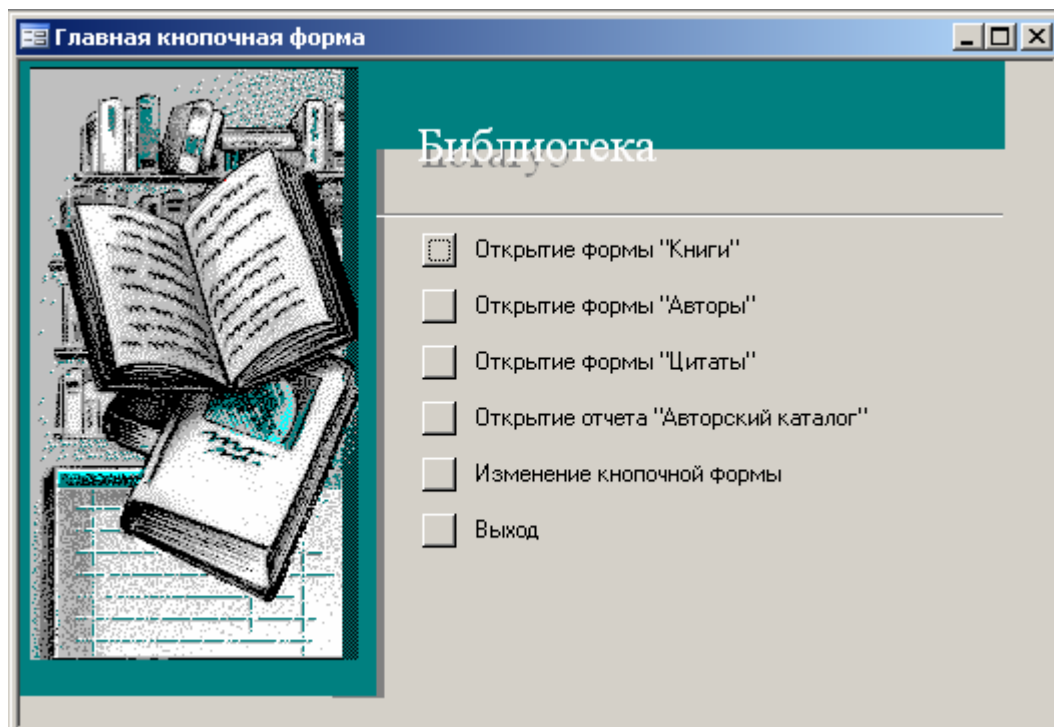 Главная кнопочная форма
Библиотека
Открытие формы "Книги"
Открытие формы "Авторы"
Открытие формы "Цитаты"
Открытие отчета "Авторский каталог"
Изменение кнопочной формы
Выход